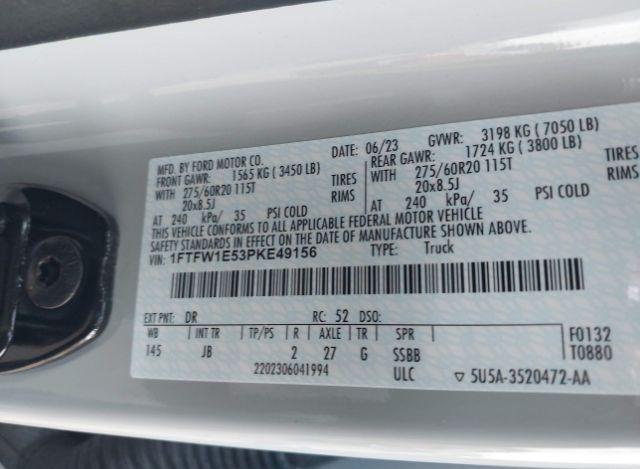 MFD. BY FORD MOTOR CO. DATE: 06/23 GVWR: 3198 KG ( 7050 LB)
FRONT GAWR: 1565 KG ( 3450 LB) REAR GAWR: 1724 KG ( 3800 LB)
WITH 275/60R20 115T TIRES WITH 275/60R20 115T TIRES
20x8.5J RIMS 20x8.5J RIMS
AT 240 kPa/ 35 PSI COLD AT 240 kPa/ 35 PSI COLD
THIS VEHICLE CONFORMS TO ALL APPLICABLE FEDERAL MOTOR VEHICLE
SAFETY STANDARDS IN EFFECT ON THE DATE OF MANUFACTURE SHOWN ABOVE.
VIN: 1FTFW1E53PKE49156 TYPE: Truck
EXT PNT: DR RC: 52 DSO:
WB INT TR TP/PS R AXLE TR SPR F0132
145 JB 2 27 G SSBB T0880
2202306041994 ULC ▽ 5U5A-3520472-AA